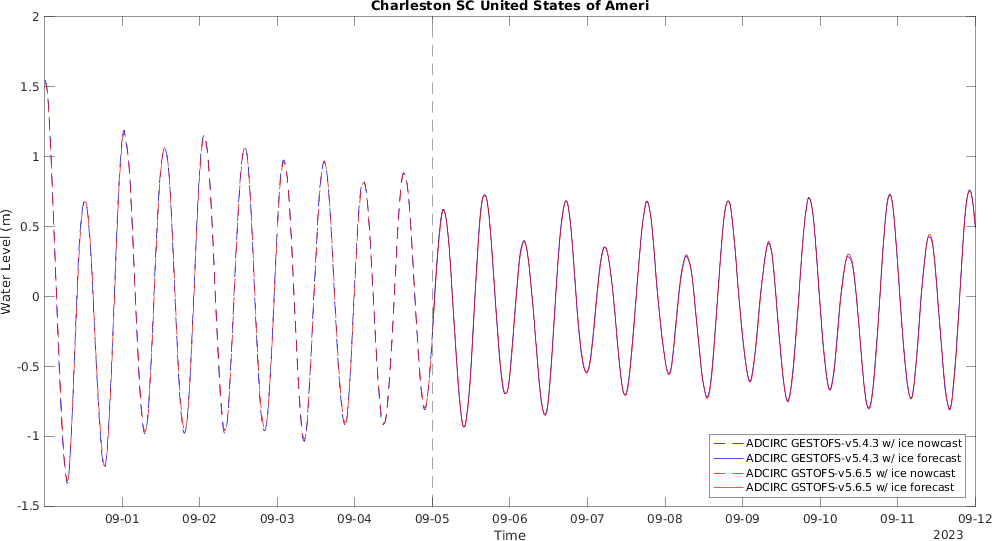 Charleston SC United States of Ameri
2
1.5
1
0.5
0
-0.5
-1
-1.5
Water Level (m)
09-01 09-02 09-03 09-04 09-05 09-06 09-07 09-08 09-09 09-10 09-11 09-12
Time
2023
ADCIRC GESTOFS-v5.4.3 w/ ice nowcast
ADCIRC GESTOFS-v5.4.3 w/ ice forecast
ADCIRC GSTOFS-v5.6.5 w/ ice nowcast
ADCIRC GSTOFS-v5.6.5 w/ ice forecast